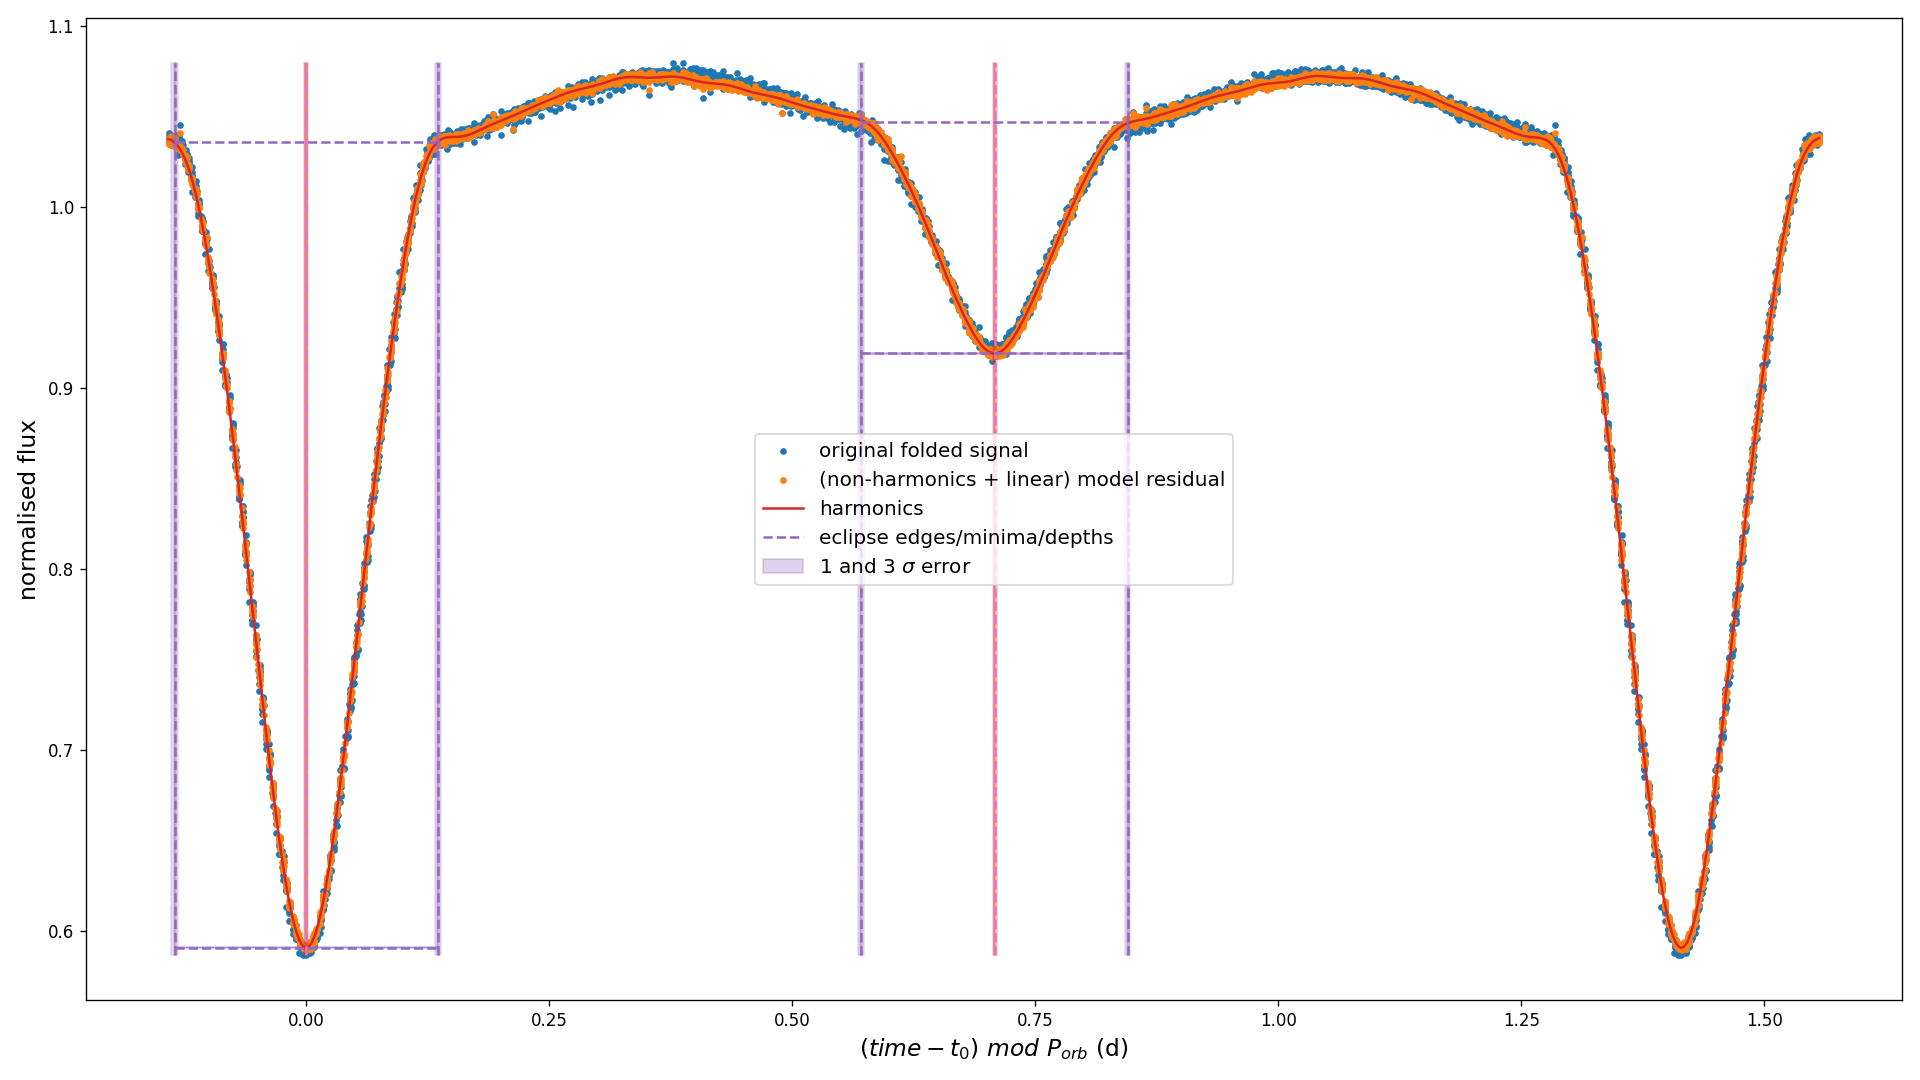 1.1
1.0
0.9
0.8
0.7
0.6
normalised flux
original folded signal
(non-harmonics + linear) model residual
harmonics
eclipse edges/minima/depths
1 and 3 σ error
0.00 0.25 0.50 0.75 1.00 1.25 1.50
(time − t₀) mod Pₒᵣᵦ (d)